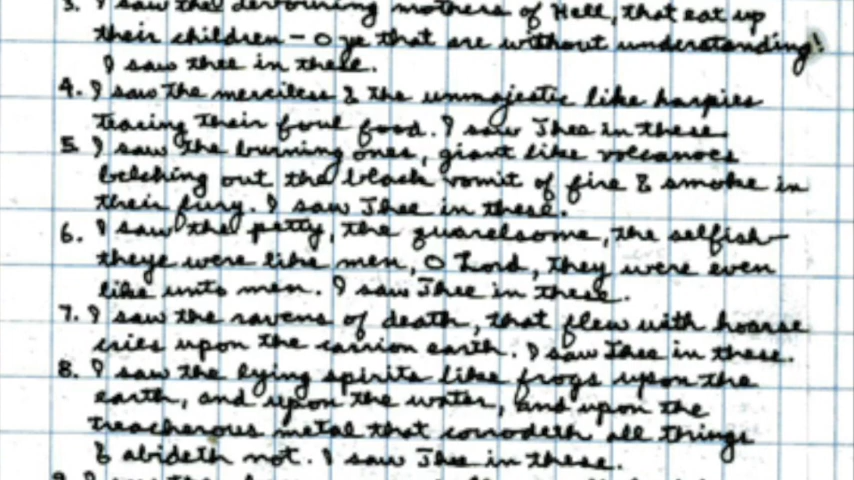 3. I saw the devouring mothers of Hell, that eat up
their children - O ye that are without understanding!
I saw thee in these.
4. I saw the merciless & the unmajestic like harpies
tearing their foul food. I saw Thee in these.
5. I saw the burning ones, giant like volcanoes
belching out the black vomit of fire & smoke in
their fury. I saw Thee in these.
6. I saw the petty, the quarelsome, the selfish-
theye were like men, O Lord, they were even
like unto men. I saw Thee in these.
7. I saw the ravens of death, that flew with hoarse
cries upon the carrion earth. I saw Thee in these.
8. I saw the lying spirits like frogs upon the
earth, and upon the water, and upon the
treacherous metal that corrodeth all things
& abideth not. I saw Thee in these.
9. I saw the